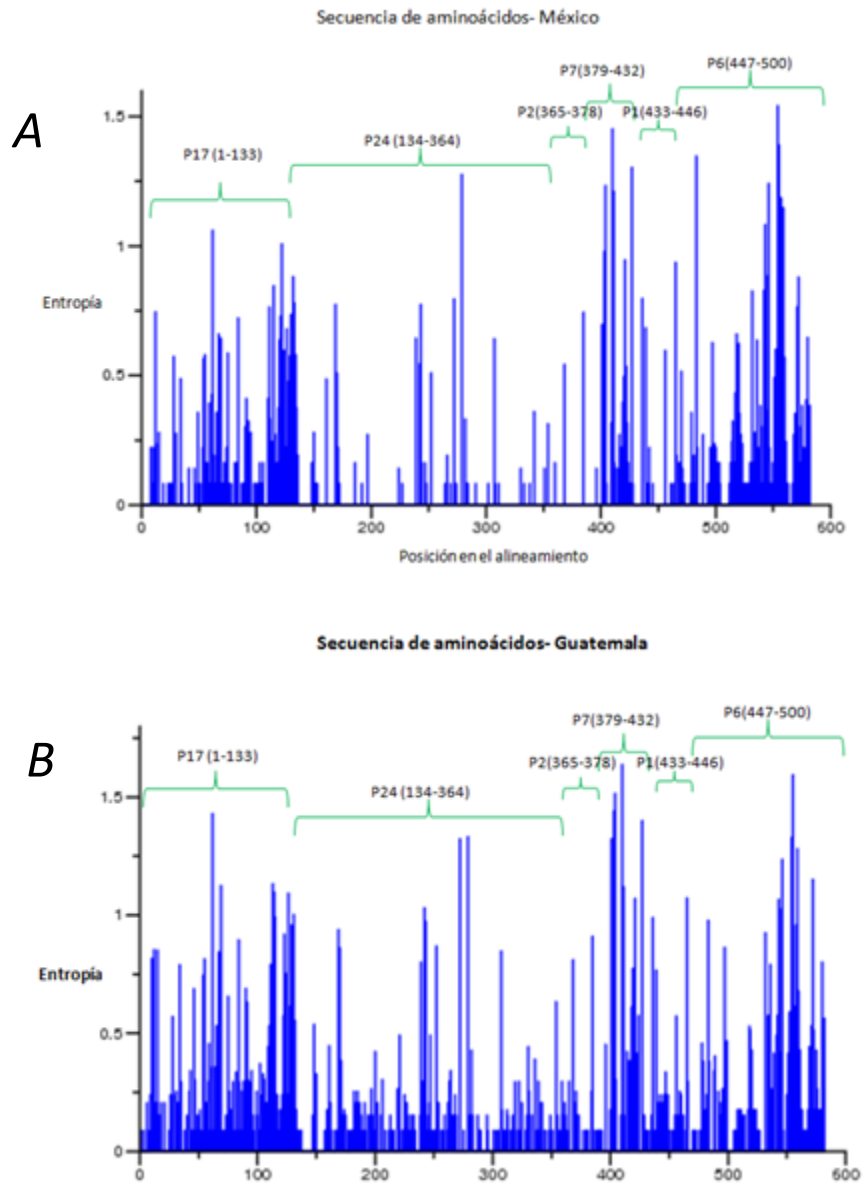 Secuencia de aminoácidos- México
A
P7(379-432)
P6(447-500)
P2(365-378)
P1(433-446)
P24 (134-364)
P17 (1-133)
1.5
1
Entropía
0.5
0
0 100 200 300 400 500 600
Posición en el alineamiento
Secuencia de aminoácidos- Guatemala
B
P7(379-432)
P6(447-500)
P17 (1-133)
P2(365-378)
P1(433-446)
P24 (134-364)
1.5
1
Entropía
0.5
0
0 100 200 300 400 500 600